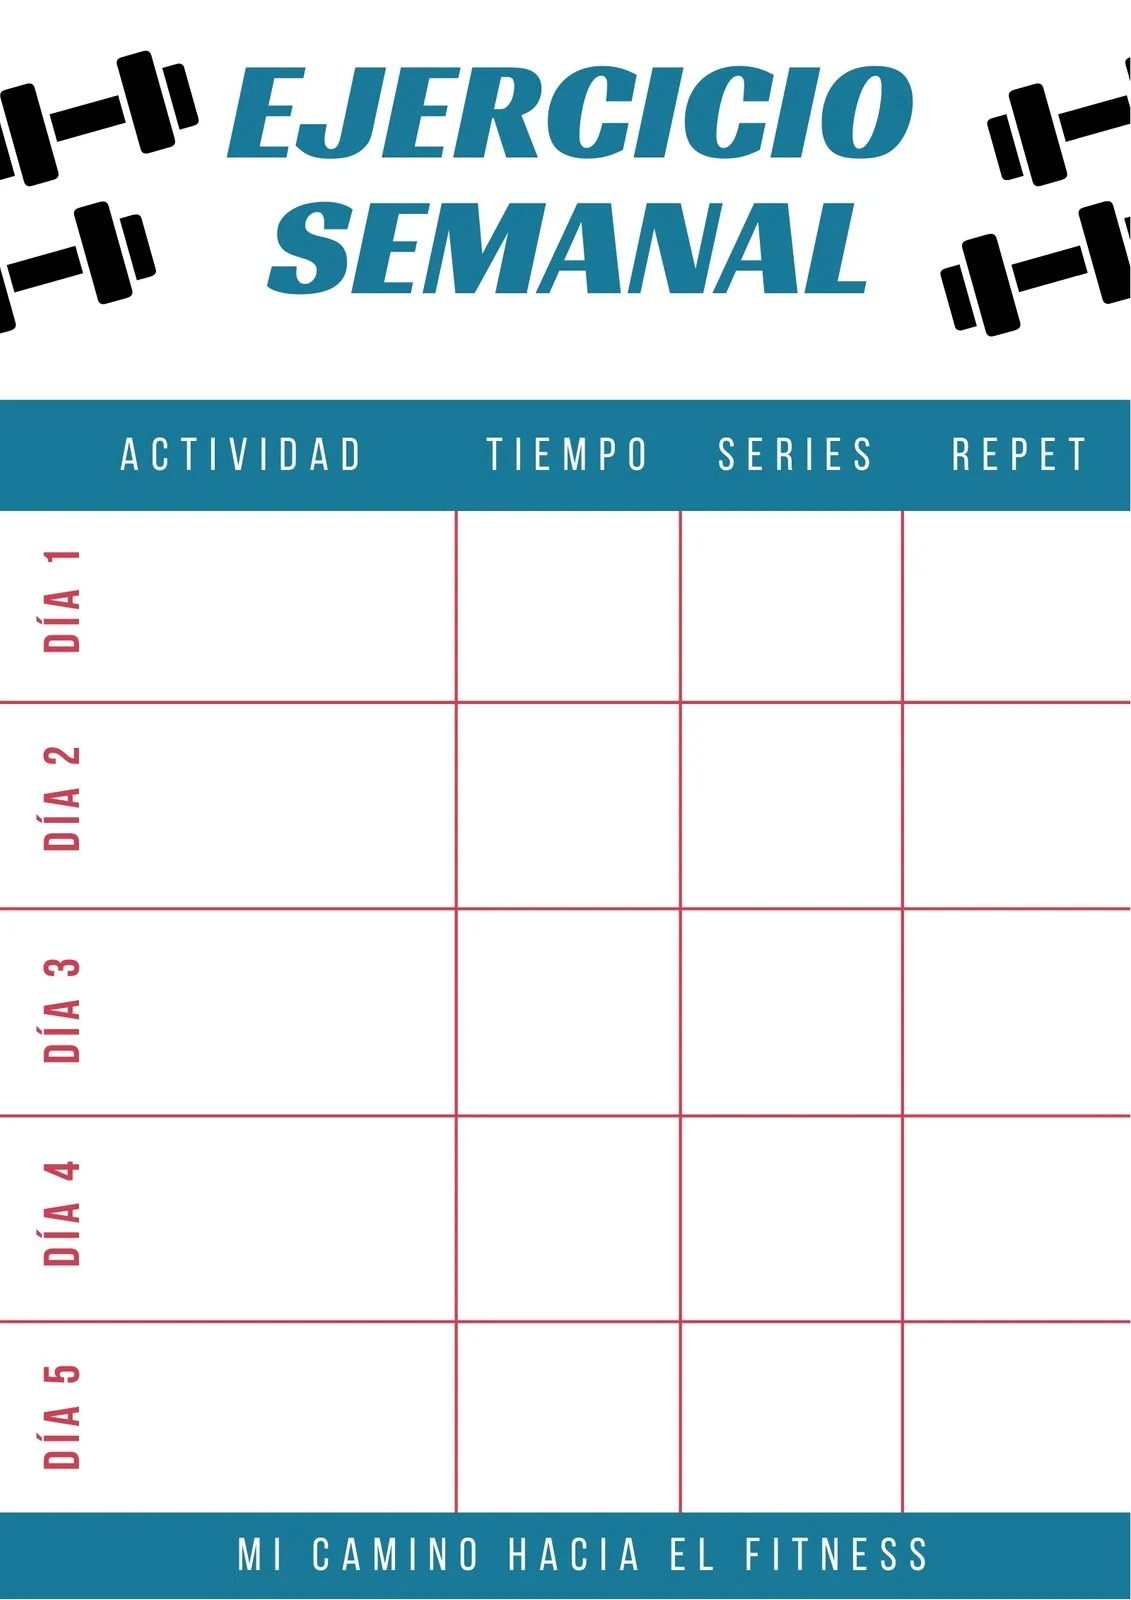 EJERCICIO
SEMANAL
ACTIVIDAD TIEMPO SERIES REPET
DÍA 1
DÍA 2
DÍA 3
DÍA 4
DÍA 5
MI CAMINO HACIA EL FITNESS